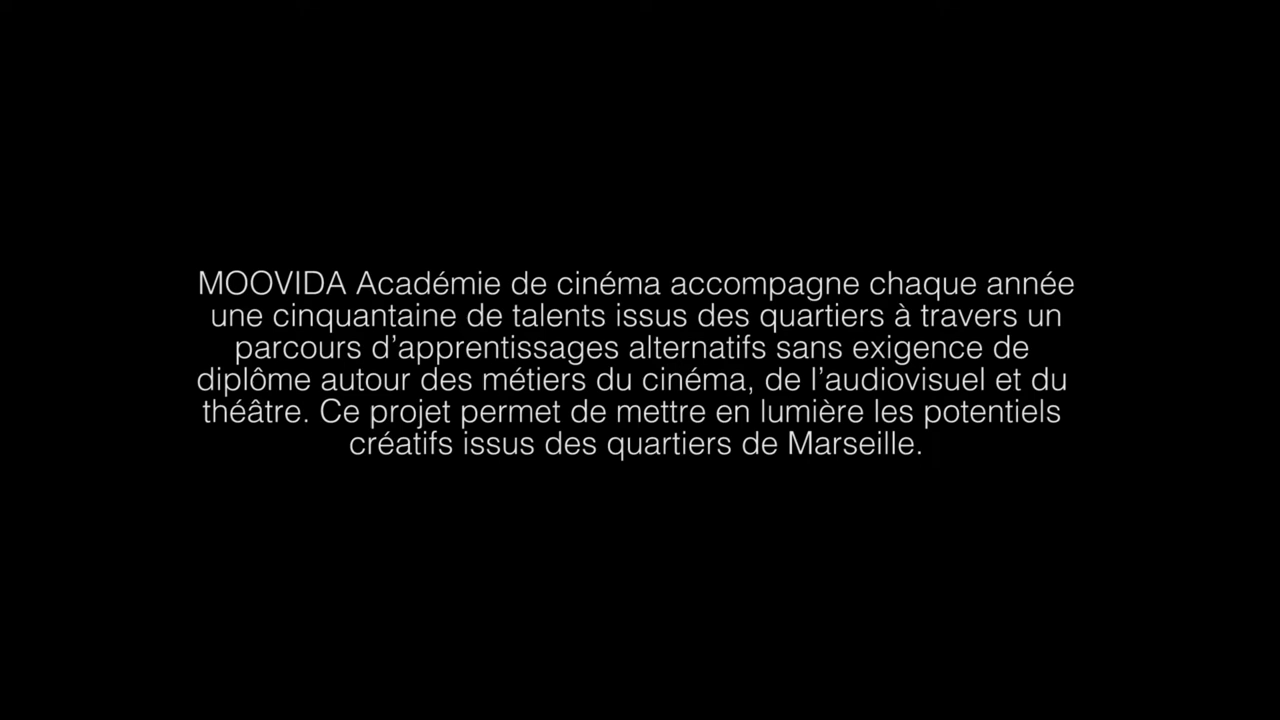 MOOVIDA Académie de cinéma accompagne chaque année
une cinquantaine de talents issus des quartiers à travers un
parcours d’apprentissages alternatifs sans exigence de
diplôme autour des métiers du cinéma, de l’audiovisuel et du
théâtre. Ce projet permet de mettre en lumière les potentiels
créatifs issus des quartiers de Marseille.